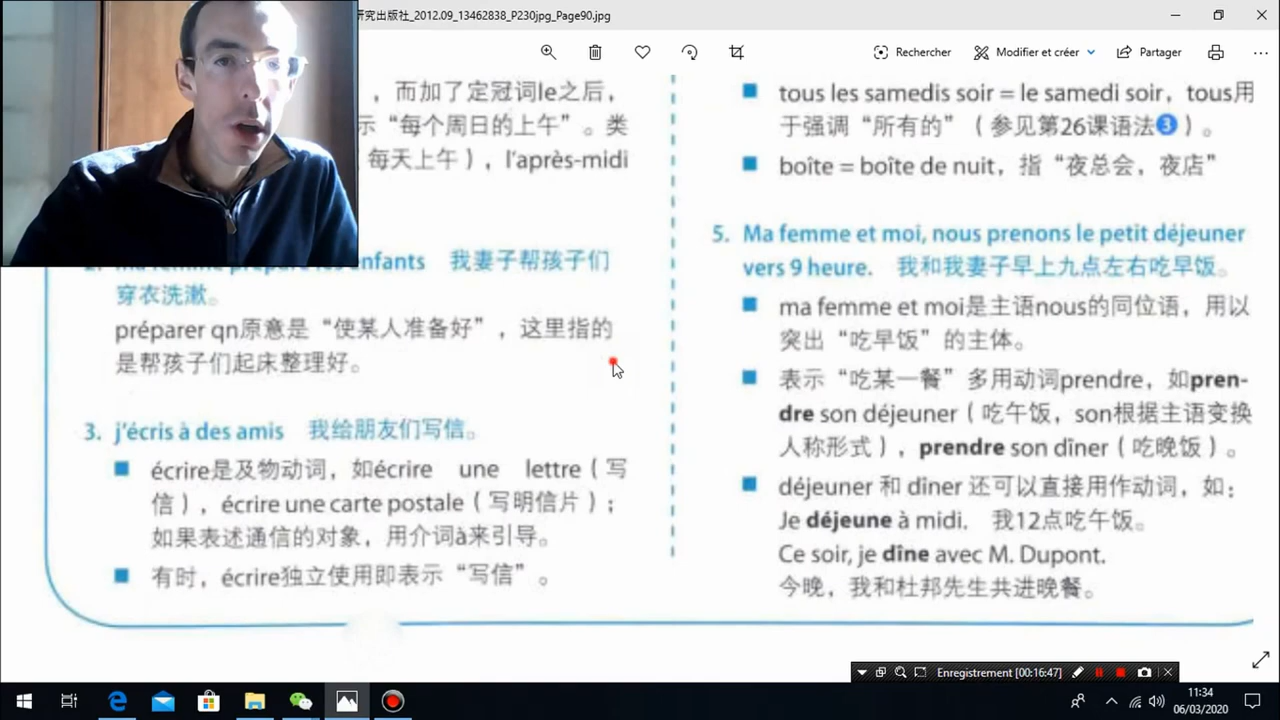 研究出版社_2012.09_13462838_P230jpg_Page90.jpg
Rechercher
Modifier et créer
Partager
，而加了定冠词le之后，
示“每个周日的上午”。类
每天上午），l'après-midi
enfants 我妻子帮孩子们
穿衣洗漱。
préparer qn原意是“使某人准备好”，这里指的
是帮孩子们起床整理好。
3. j'écris à des amis 我给朋友们写信。
écrire是及物动词，如écrire une lettre（写
信），écrire une carte postale（写明信片）；
如果表述通信的对象，用介词à来引导。
有时，écrire独立使用即表示“写信”。
tous les samedis soir = le samedi soir，tous用
于强调“所有的”（参见第26课语法3）。
boîte = boîte de nuit，指“夜总会，夜店”
5. Ma femme et moi, nous prenons le petit déjeuner
vers 9 heure. 我和我妻子早上九点左右吃早饭。
ma femme et moi是主语nous的同位语，用以
突出“吃早饭”的主体。
表示“吃某一餐”多用动词prendre，如pren-
dre son déjeuner（吃午饭，son根据主语变换
人称形式），prendre son dîner（吃晚饭）。
déjeuner 和 dîner 还可以直接用作动词，如：
Je déjeune à midi. 我12点吃午饭。
Ce soir, je dîne avec M. Dupont.
今晚，我和杜邦先生共进晚餐。
Enregistrement [00:16:47]
11:34
06/03/2020